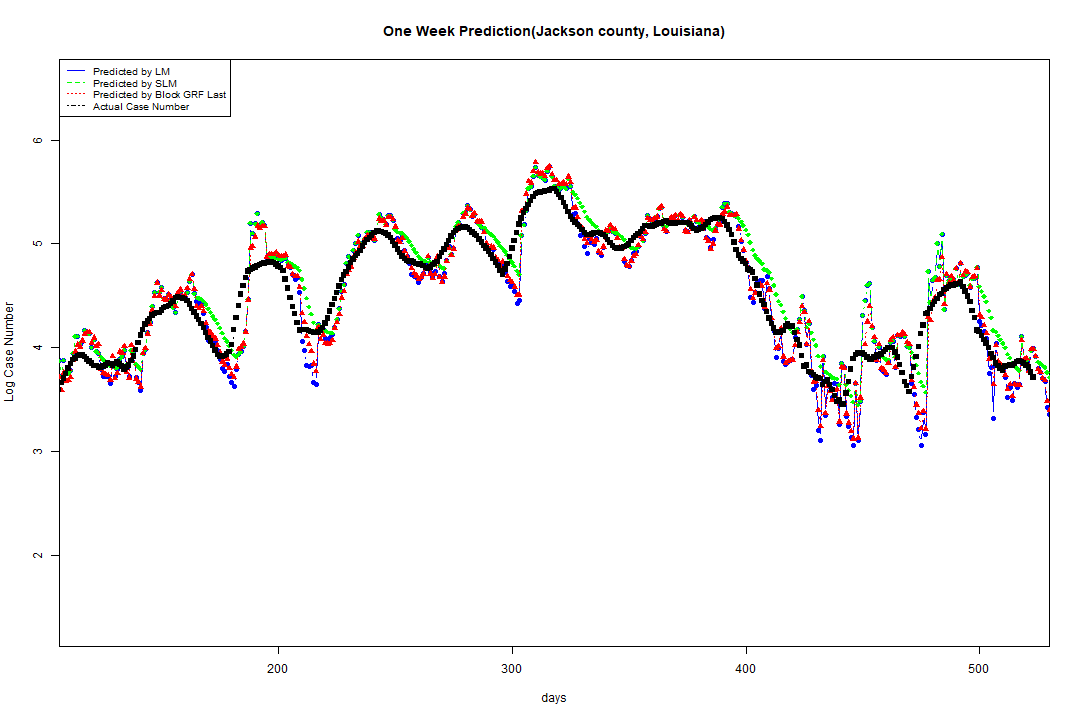 One Week Prediction(Jackson county, Louisiana)
Predicted by LM
Predicted by SLM
Predicted by Block GRF Last
Actual Case Number
6
5
4
3
2
Log Case Number
200 300 400 500
days